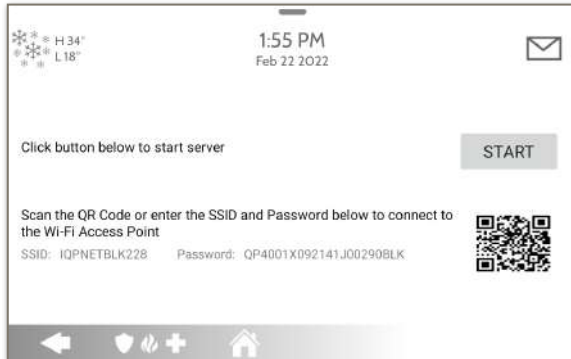 H 34°
L 18°
1:55 PM
Feb 22 2022
Click button below to start server
START
Scan the QR Code or enter the SSID and Password below to connect to
the Wi-Fi Access Point
SSID: IQPNETBLK228 Password: QP4001X092141J00290BLK